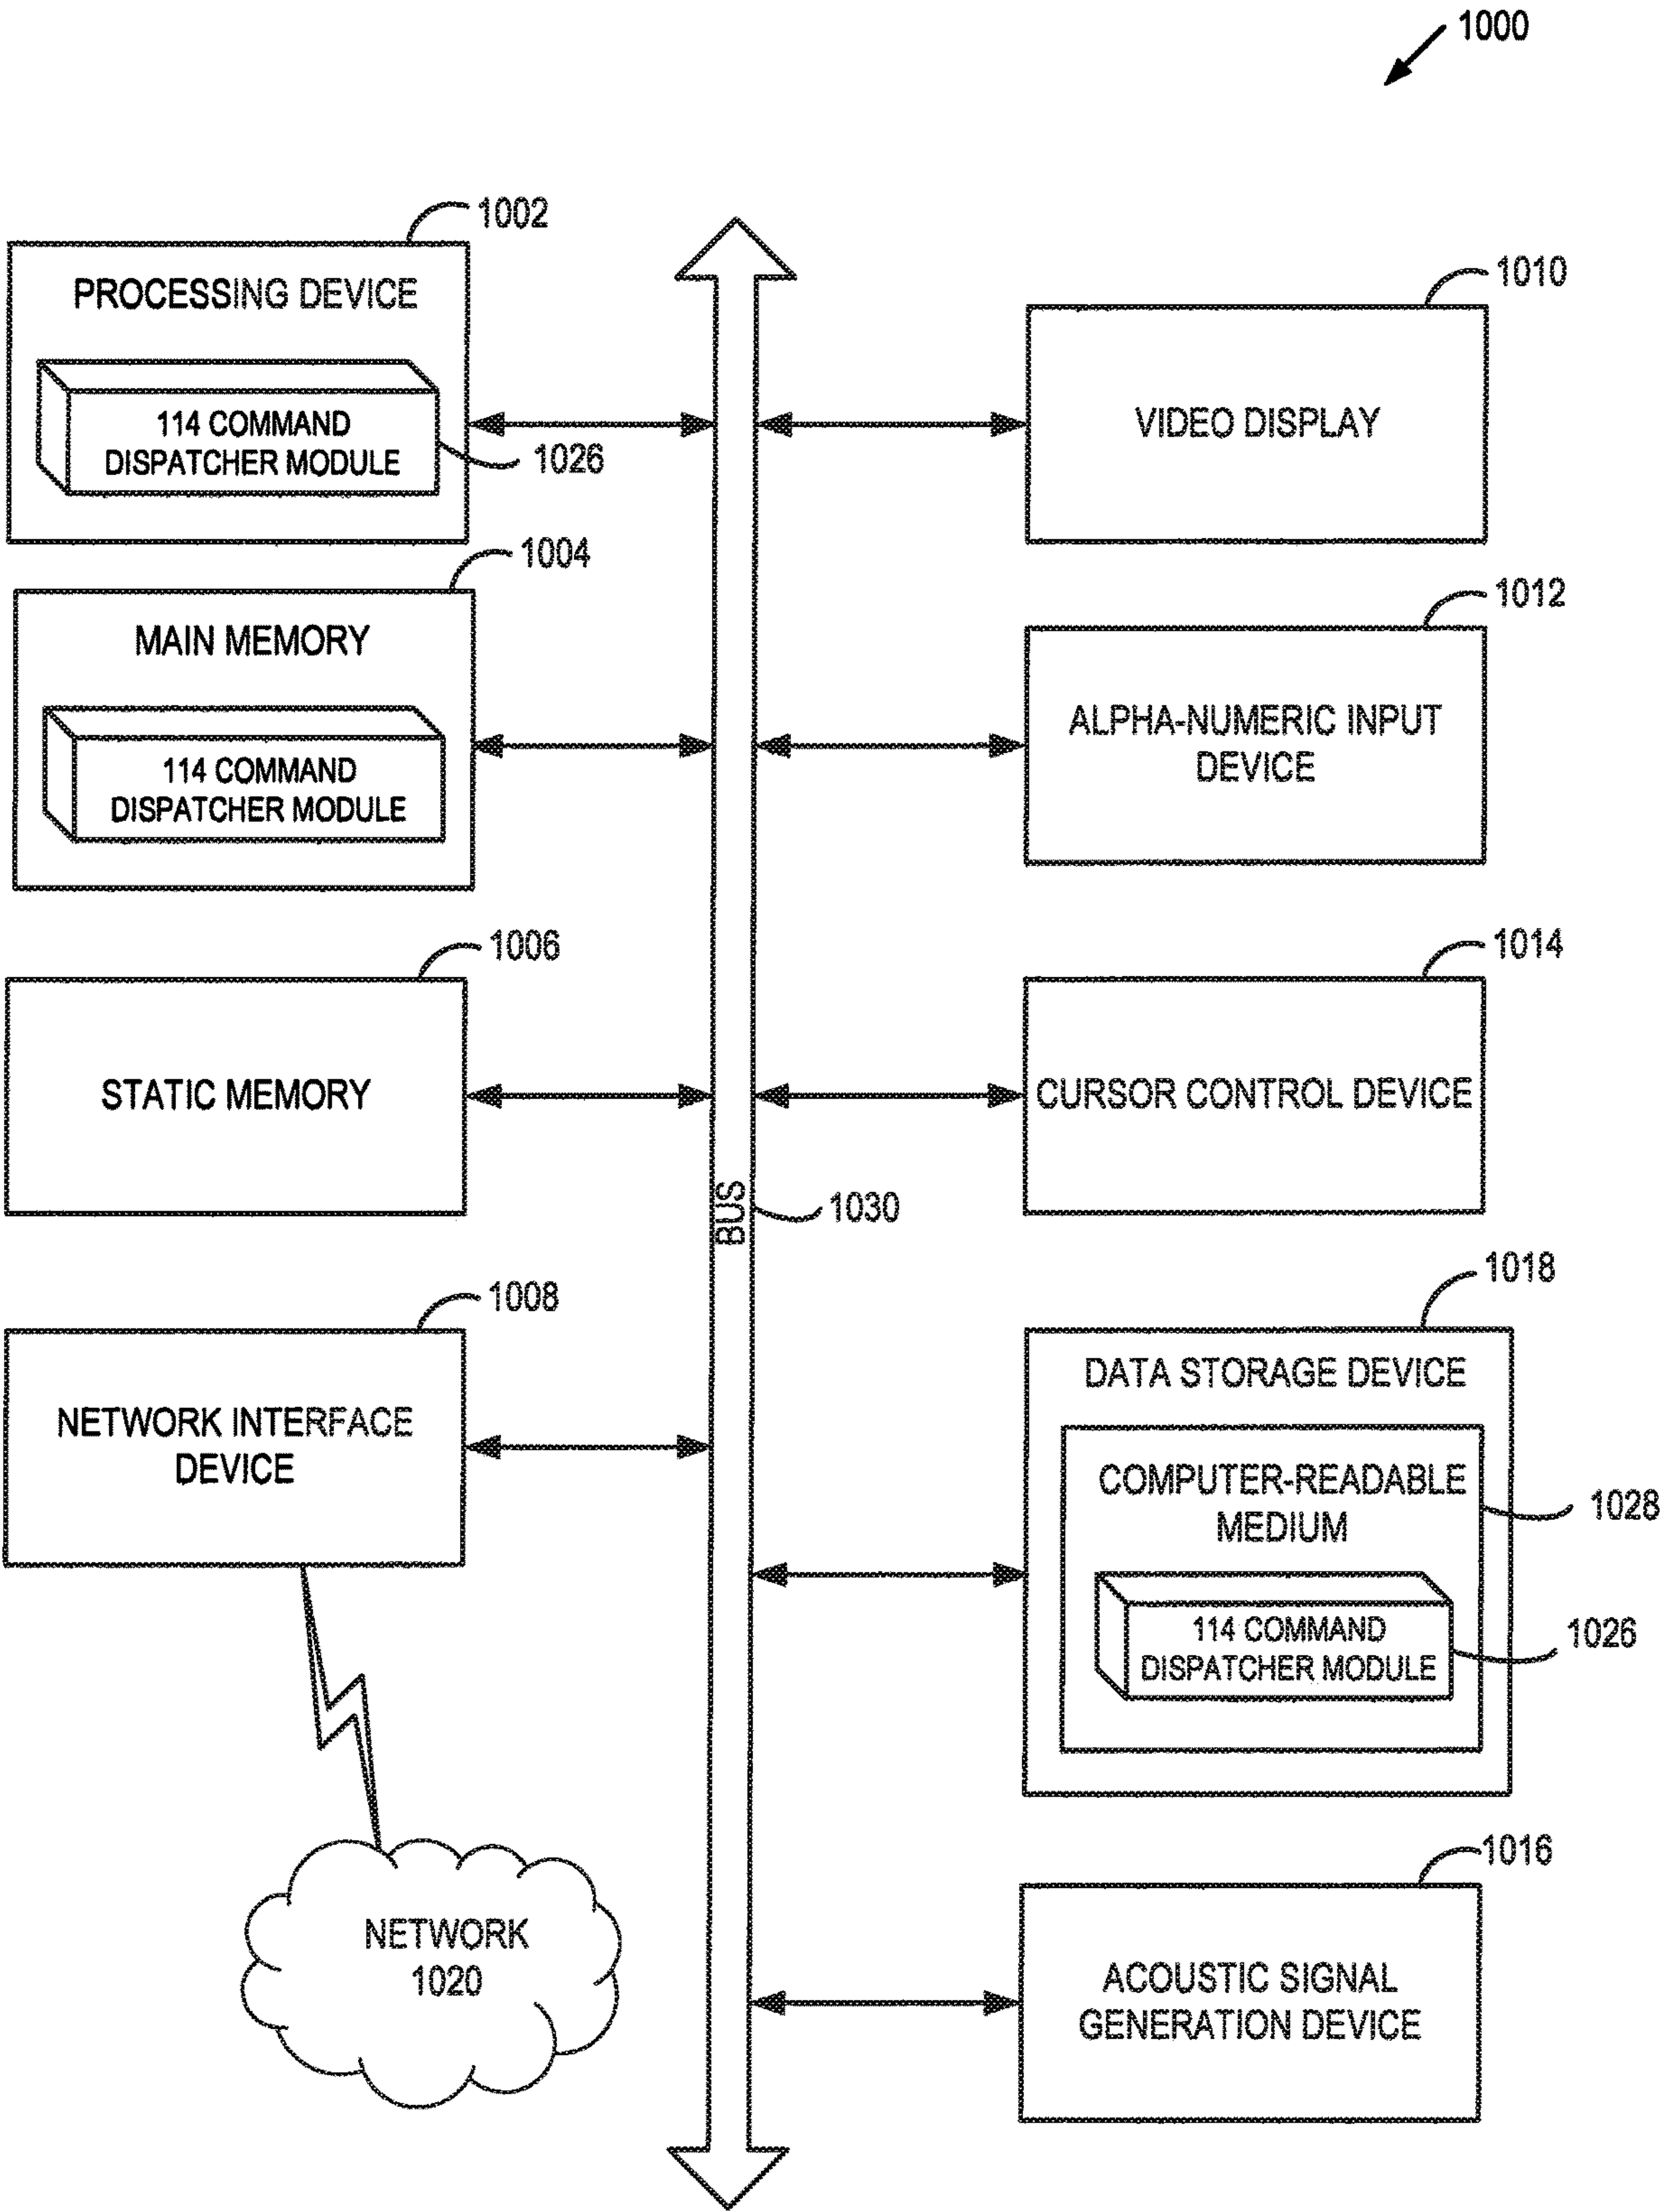 1000
1002
PROCESSING DEVICE
114 COMMAND
DISPATCHER MODULE
1026
1004
MAIN MEMORY
114 COMMAND
DISPATCHER MODULE
1006
STATIC MEMORY
1008
NETWORK INTERFACE
DEVICE
NETWORK
1020
BUS
1030
1010
VIDEO DISPLAY
1012
ALPHA-NUMERIC INPUT
DEVICE
1014
CURSOR CONTROL DEVICE
1018
DATA STORAGE DEVICE
COMPUTER-READABLE
MEDIUM
1028
114 COMMAND
DISPATCHER MODULE
1026
1016
ACOUSTIC SIGNAL
GENERATION DEVICE